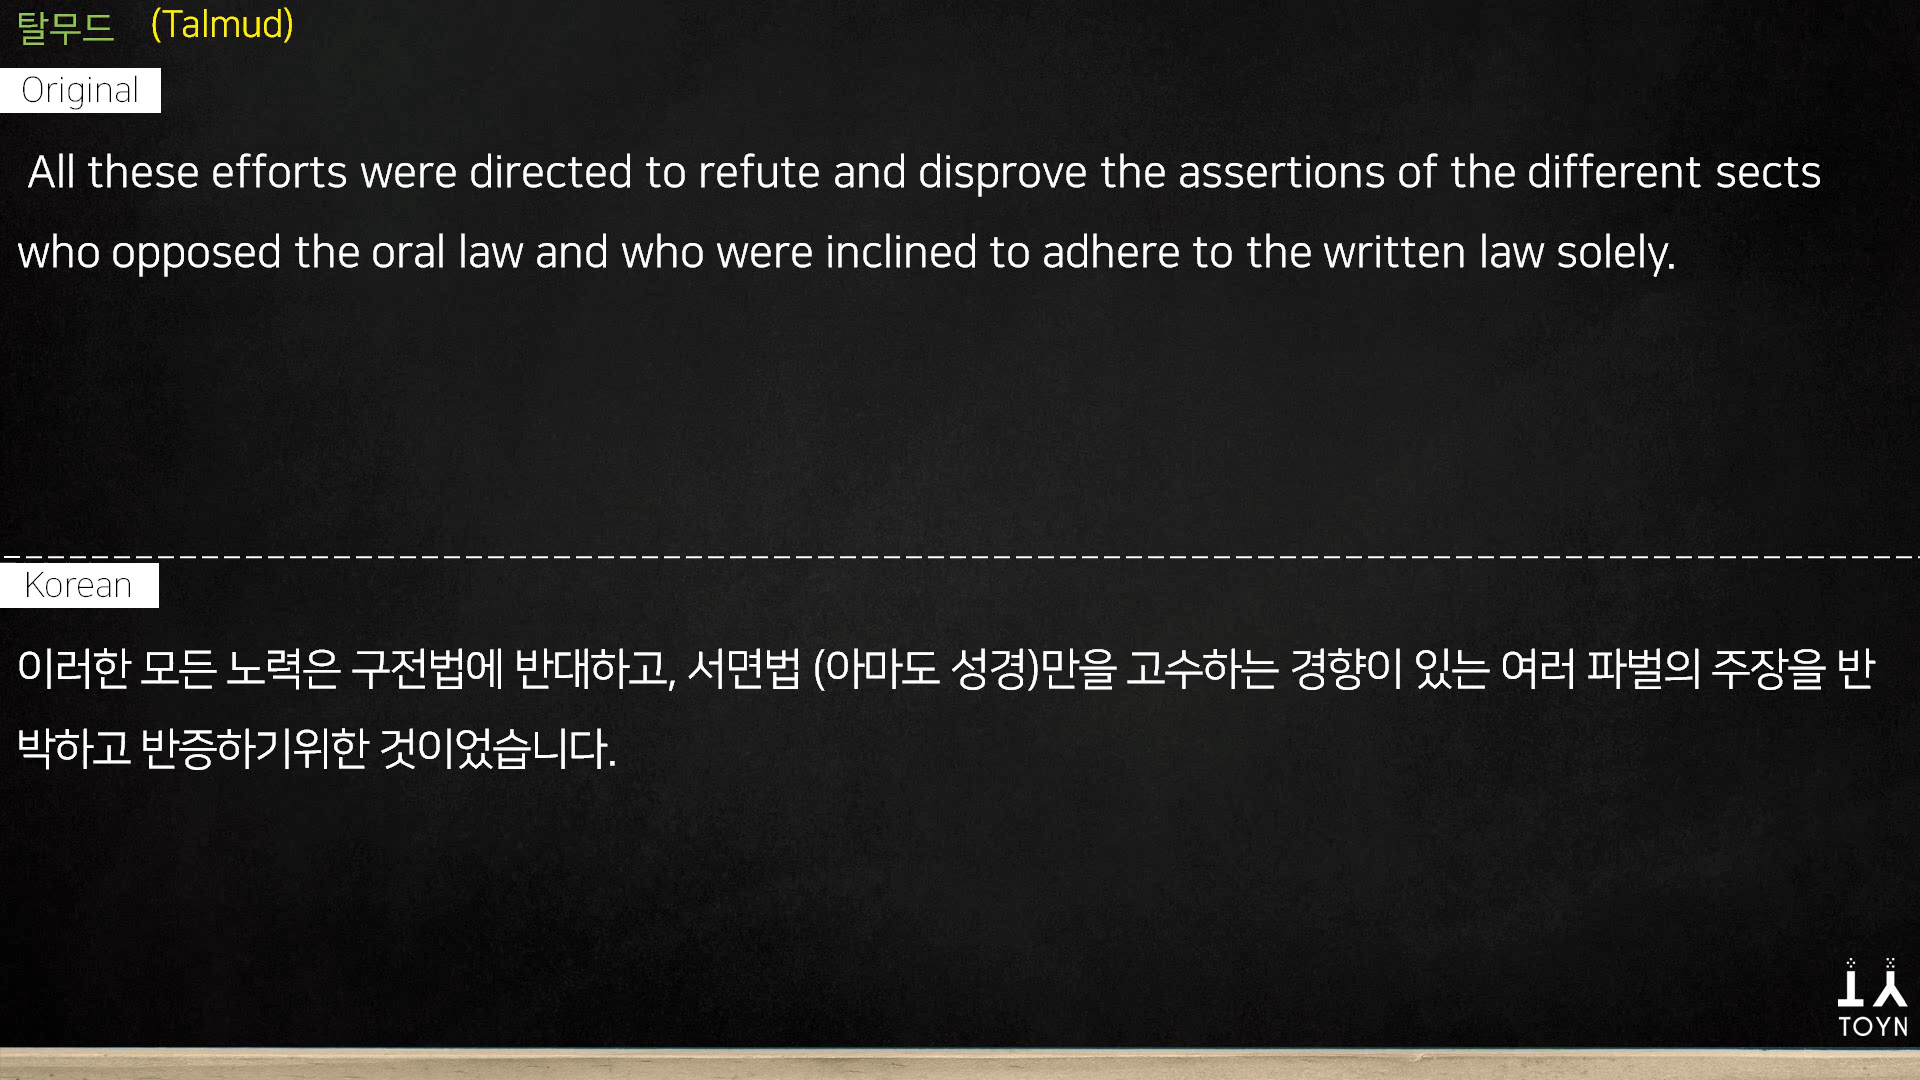 탈무드 (Talmud)
Original
All these efforts were directed to refute and disprove the assertions of the different sects
who opposed the oral law and who were inclined to adhere to the written law solely.
Korean
이러한 모든 노력은 구전법에 반대하고, 서면법 (아마도 성경)만을 고수하는 경향이 있는 여러 파벌의 주장을 반
박하고 반증하기위한 것이었습니다.
TOYN